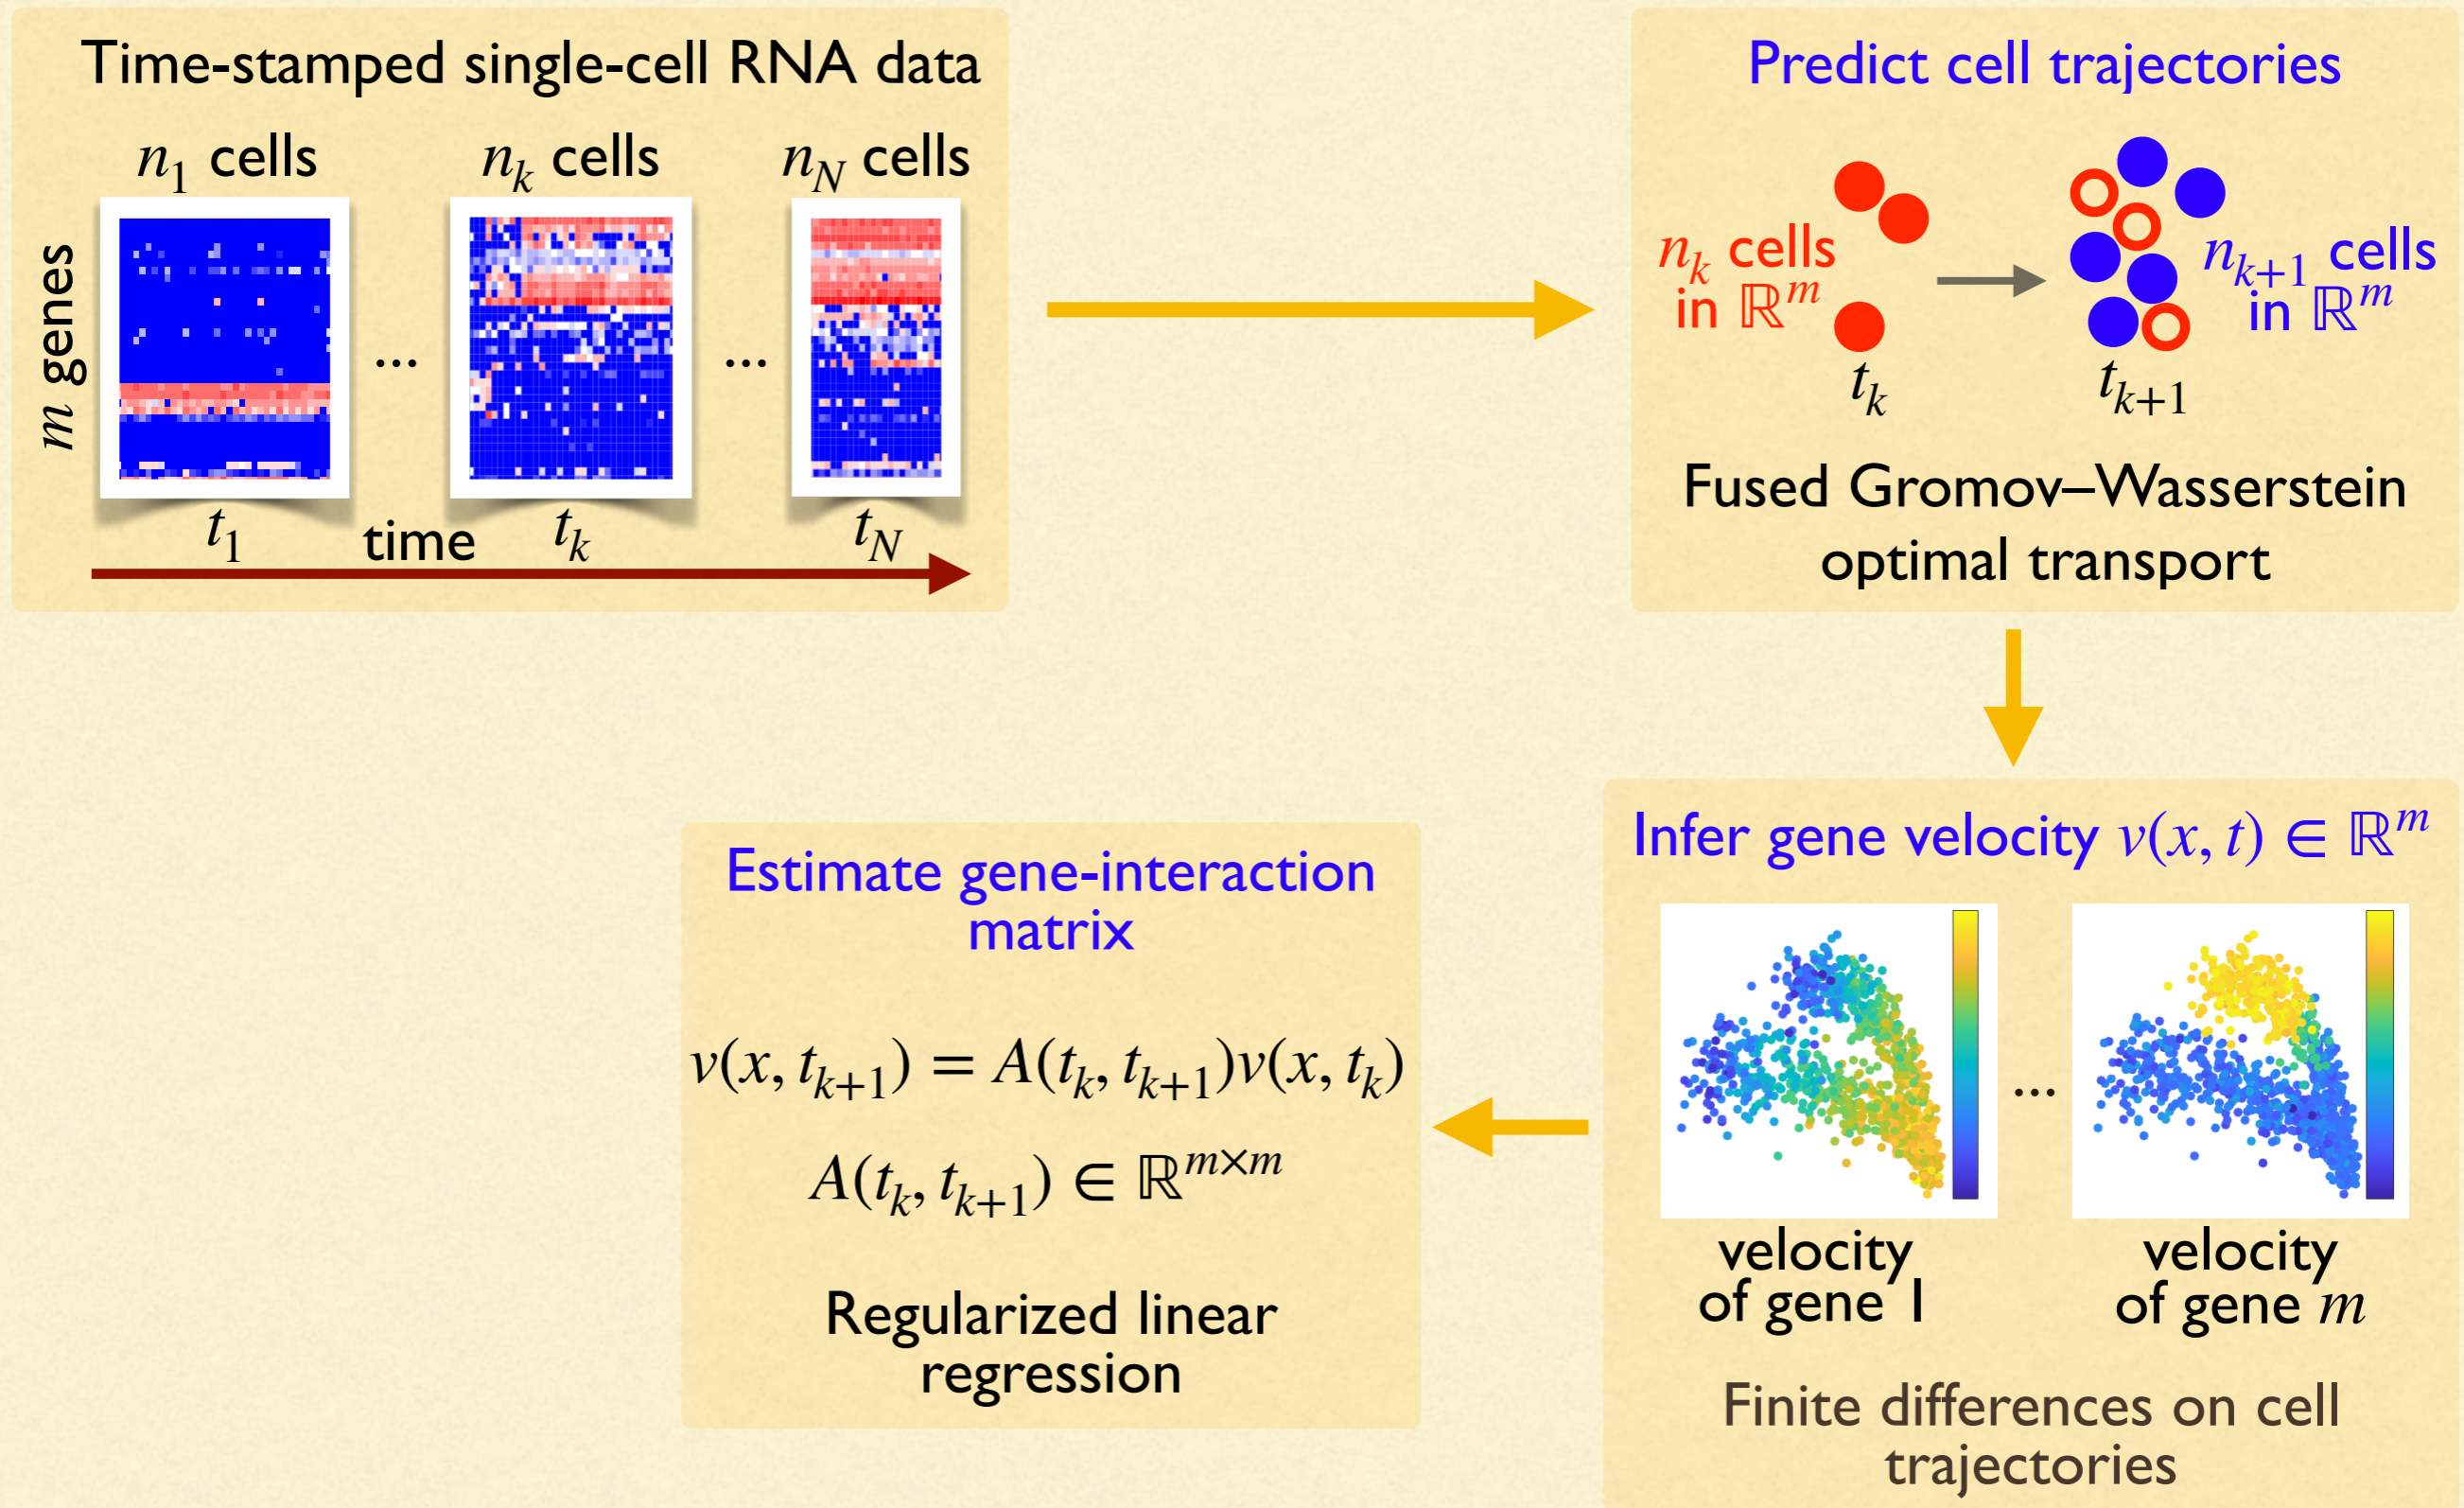 Time-stamped single-cell RNA data
n₁ cells
nₖ cells
n_N cells
m genes
...
...
t₁
time
tₖ
t_N
Predict cell trajectories
nₖ cells
in ℝᵐ
nₖ₊₁ cells
in ℝᵐ
tₖ
tₖ₊₁
Fused Gromov–Wasserstein
optimal transport
Infer gene velocity v(x, t) ∈ ℝᵐ
...
velocity
of gene 1
velocity
of gene m
Finite differences on cell
trajectories
Estimate gene-interaction
matrix
v(x, tₖ₊₁) = A(tₖ, tₖ₊₁)v(x, tₖ)
A(tₖ, tₖ₊₁) ∈ ℝᵐˣᵐ
Regularized linear
regression